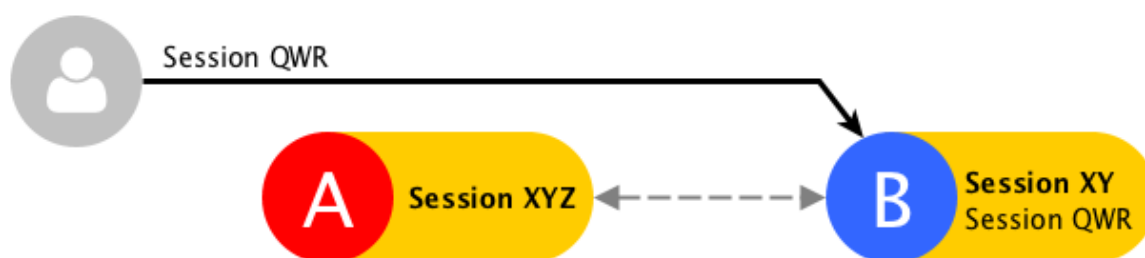 Session QWR
A
Session XYZ
B
Session XY
Session QWR